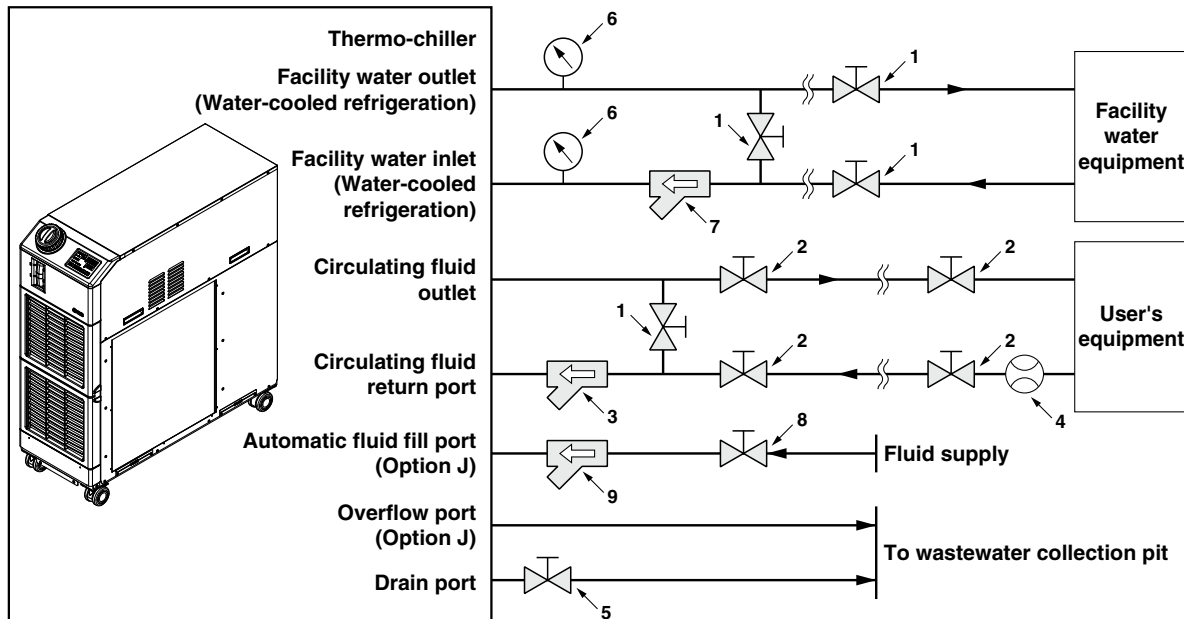 Thermo-chiller
6
Facility water outlet
(Water-cooled refrigeration)
1
6
1
Facility water
equipment
Facility water inlet
(Water-cooled
refrigeration)
1
7
Circulating fluid
outlet
2
2
1
User's
equipment
Circulating fluid
return port
2
2
3
4
Automatic fluid fill port
(Option J)
8
Fluid supply
9
Overflow port
(Option J)
To wastewater collection pit
Drain port
5